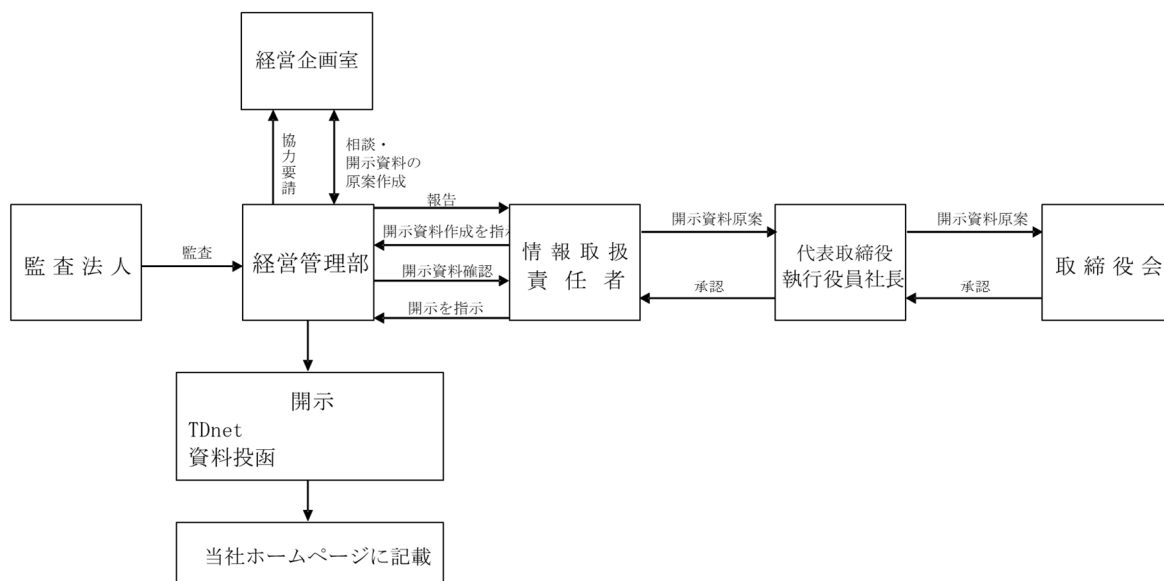 経営企画室
協力要請
相談・
開示資料の
原案作成
監査法人
監査
経営管理部
報告
開示資料作成を指示
開示資料確認
開示を指示
情報取扱
責任者
開示資料原案
承認
代表取締役
執行役員社長
開示資料原案
承認
取締役会
開示
TDnet
資料投函
当社ホームページに記載